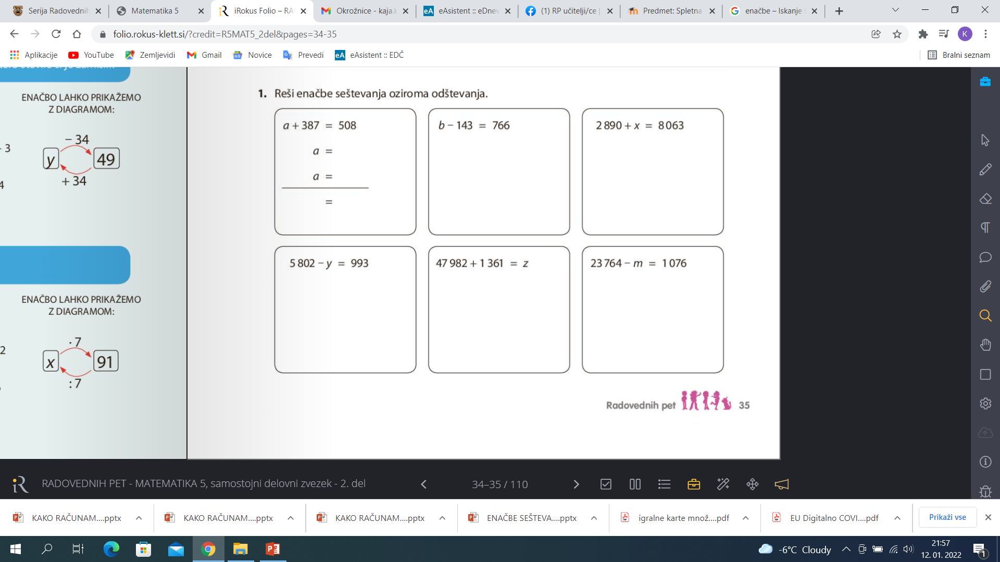 Serija Radovednih
Matematika 5
iRokus Folio – RA
Okrožnice - kaja.k
eAsistent :: eDnev
(1) RP učitelji/ce |
Predmet: Spletna
enačbe – Iskanje
folio.rokus-klett.si/?credit=R5MAT5_2del&pages=34-35
K
Aplikacije
YouTube
Zemljevidi
Gmail
Novice
Prevedi
eAsistent :: EDČ
Bralni seznam
ENAČBO LAHKO PRIKAŽEMO
Z DIAGRAMOM:
− 34
y 49
+ 34
ENAČBO LAHKO PRIKAŽEMO
Z DIAGRAMOM:
· 7
x 91
: 7
1. Reši enačbe seštevanja oziroma odštevanja.
a + 387 = 508
a =
a =
=
b − 143 = 766
2 890 + x = 8 063
5 802 − y = 993
47 982 + 1 361 = z
23 764 − m = 1 076
Radovednih pet 35
iR RADOVEDNIH PET - MATEMATIKA 5, samostojni delovni zvezek - 2. del
34–35 / 110
KAKO RAČUNAM....pptx
KAKO RAČUNAM....pptx
KAKO RAČUNAM....pptx
ENAČBE SEŠTEVA....pptx
igralne karte množ....pdf
EU Digitalno COVI....pdf
Prikaži vse
-6°C Cloudy
21:57
12. 01. 2022
1